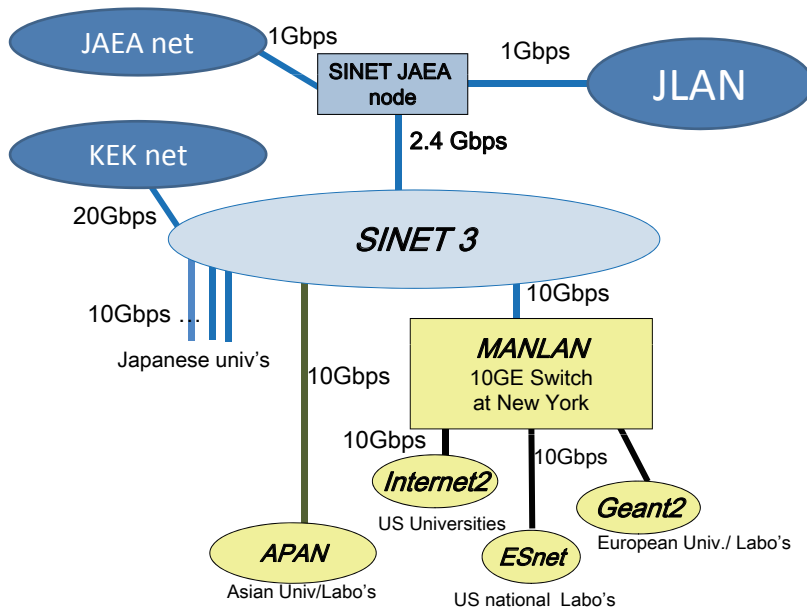 JAEA net
1Gbps
SINET JAEA
node
1Gbps
JLAN
2.4 Gbps
KEK net
20Gbps
SINET 3
10Gbps ...
Japanese univ's
10Gbps
10Gbps
MANLAN
10GE Switch
at New York
10Gbps
10Gbps
Internet2
US Universities
Geant2
European Univ./ Labo's
APAN
Asian Univ/Labo's
ESnet
US national Labo's